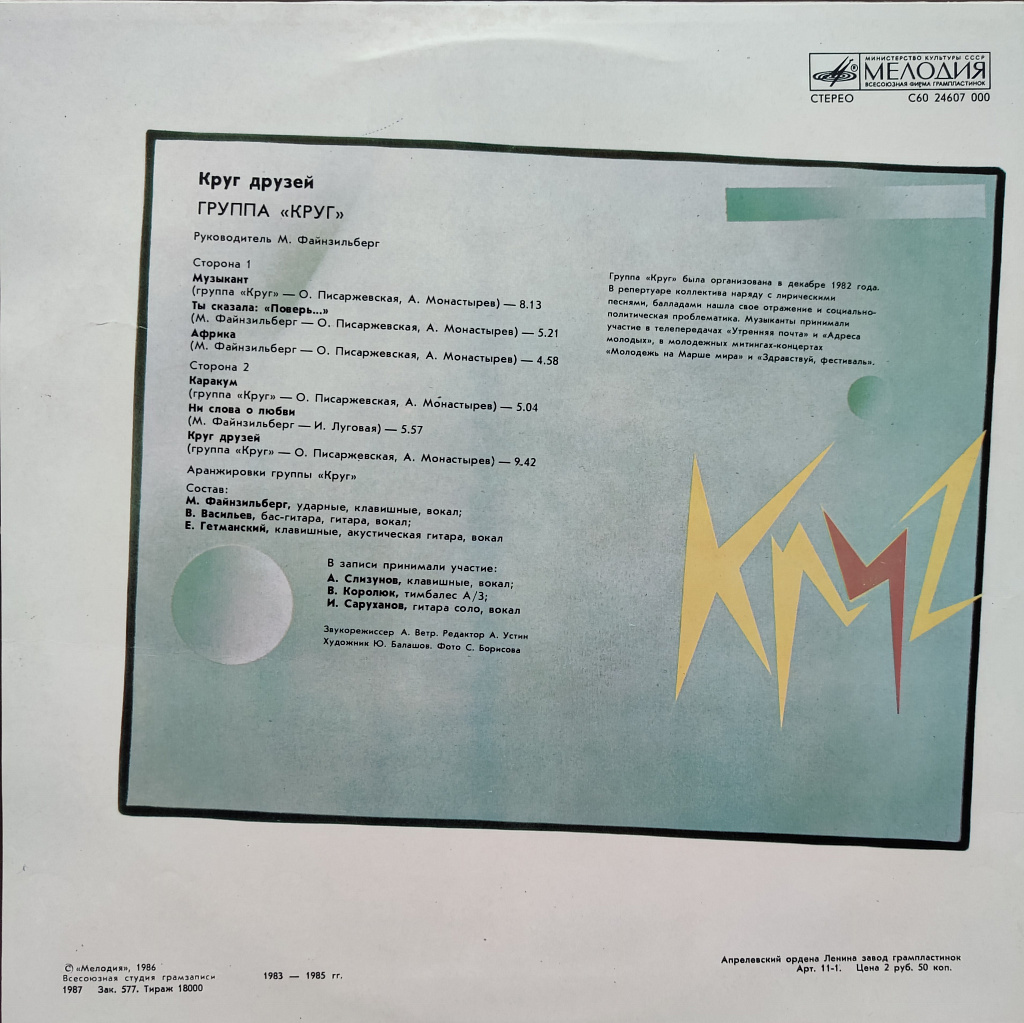 МИНИСТЕРСТВО КУЛЬТУРЫ СССР
МЕЛОДИЯ
ВСЕСОЮЗНАЯ ФИРМА ГРАМПЛАСТИНОК
СТЕРЕО С60 24607 000
Круг друзей
ГРУППА «КРУГ»
Руководитель М. Файнзильберг
Сторона 1
Музыкант
(группа «Круг» — О. Писаржевская, А. Монастырев) — 8.13
Ты сказала: «Поверь...»
(М. Файнзильберг — О. Писаржевская, А. Монастырев) — 5.21
Африка
(М. Файнзильберг — О. Писаржевская, А. Монастырев) — 4.58
Сторона 2
Каракум
(группа «Круг» — О. Писаржевская, А. Монастырев) — 5.04
Ни слова о любви
(М. Файнзильберг — И. Луговая) — 5.57
Круг друзей
(группа «Круг» — О. Писаржевская, А. Монастырев) — 9.42
Аранжировки группы «Круг»
Состав:
М. Файнзильберг, ударные, клавишные, вокал;
В. Васильев, бас-гитара, гитара, вокал;
Е. Гетманский, клавишные, акустическая гитара, вокал
В записи принимали участие:
А. Слизунов, клавишные, вокал;
В. Королюк, тимбалес А/3;
И. Саруханов, гитара соло, вокал
Звукорежиссер А. Ветр. Редактор А. Устин
Художник Ю. Балашов. Фото С. Борисова
Группа «Круг» была организована в декабре 1982 года.
В репертуаре коллектива наряду с лирическими
песнями, балладами нашла свое отражение и социально-
политическая проблематика. Музыканты принимали
участие в телепередачах «Утренняя почта» и «Адреса
молодых», в молодежных митингах-концертах
«Молодежь на Марше мира» и «Здравствуй, фестиваль».
Круг
© «Мелодия», 1986
Всесоюзная студия грамзаписи
1987 Зак. 577. Тираж 18000
1983 — 1985 гг.
Апрелевский ордена Ленина завод грампластинок
Арт. 11-1. Цена 2 руб. 50 коп.